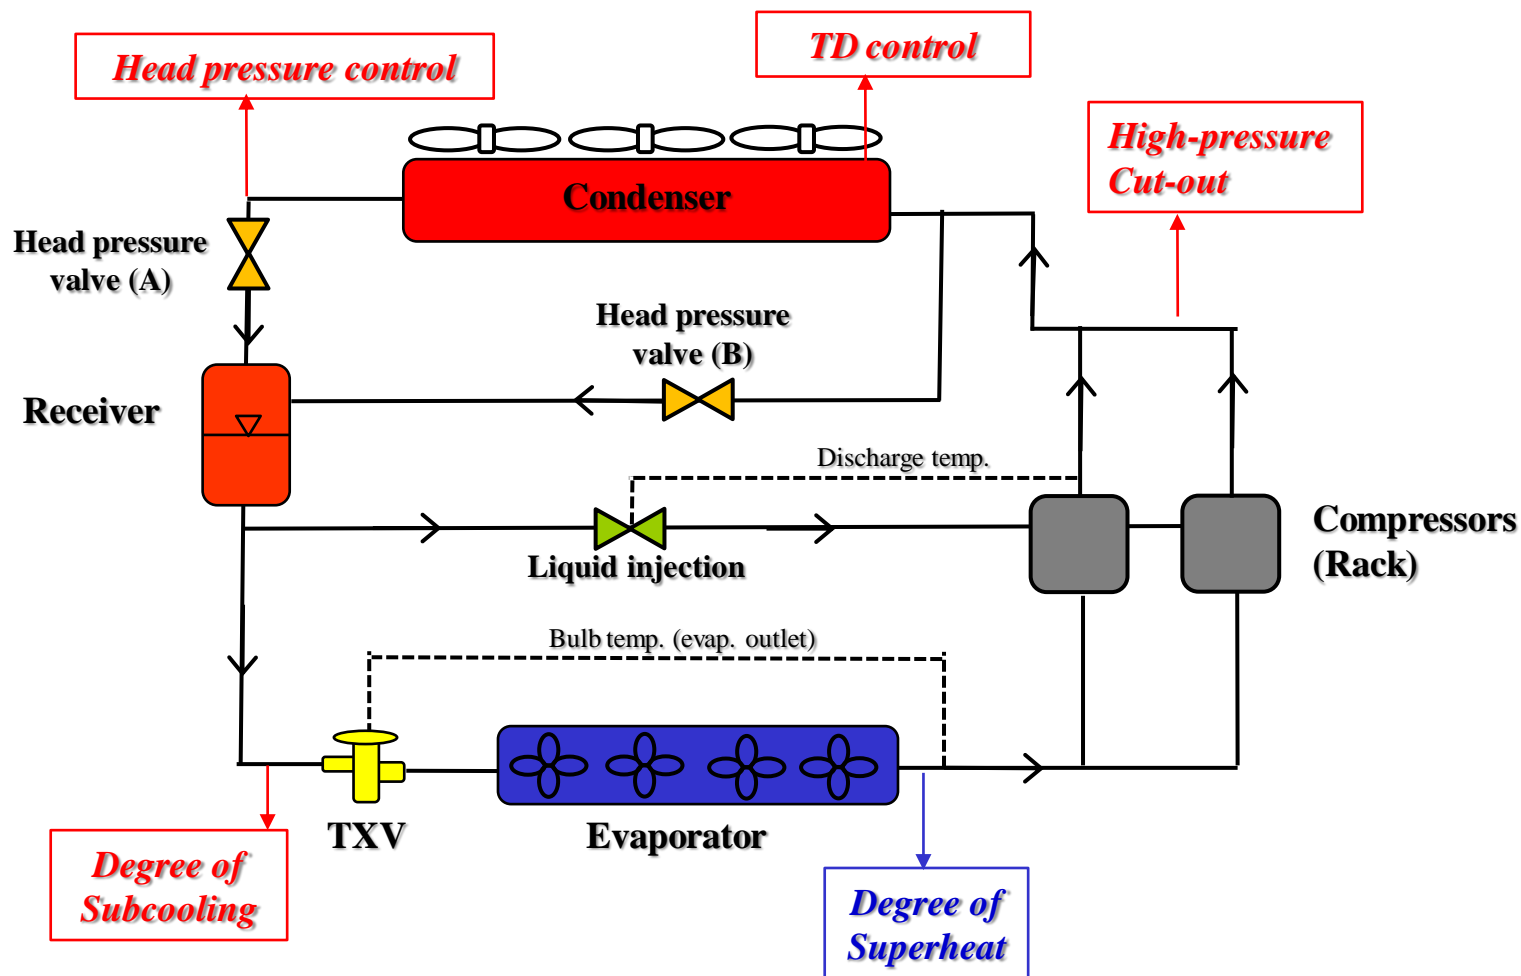 Head pressure control
TD control
High-pressure
Cut-out
Condenser
Head pressure
valve (A)
Head pressure
valve (B)
Receiver
Discharge temp.
Compressors
(Rack)
Liquid injection
Bulb temp. (evap. outlet)
TXV
Evaporator
Degree of
Subcooling
Degree of
Superheat